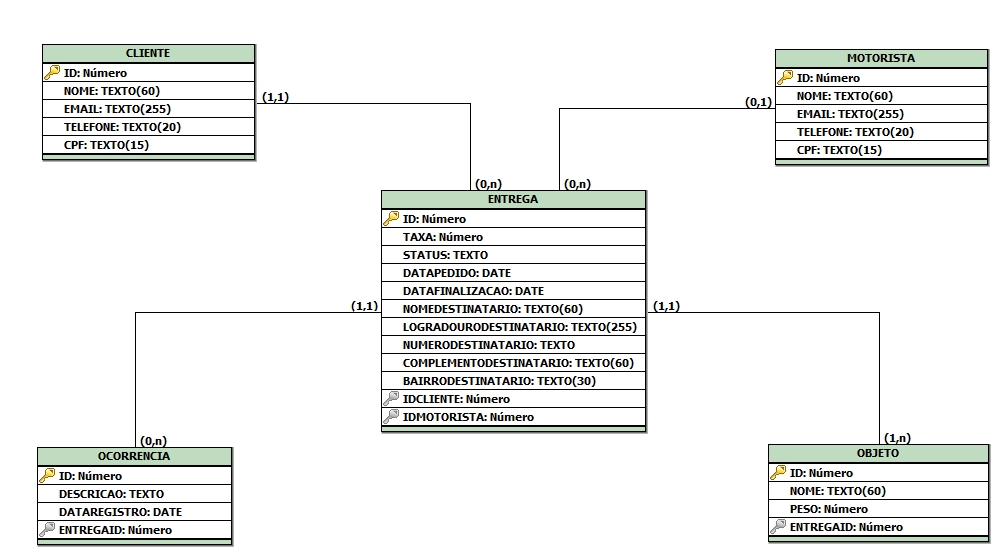 CLIENTE
ID: Número
NOME: TEXTO(60)
EMAIL: TEXTO(255)
TELEFONE: TEXTO(20)
CPF: TEXTO(15)
(1,1)
MOTORISTA
ID: Número
NOME: TEXTO(60)
EMAIL: TEXTO(255)
TELEFONE: TEXTO(20)
CPF: TEXTO(15)
(0,1)
(0,n)
(0,n)
ENTREGA
ID: Número
TAXA: Número
STATUS: TEXTO
DATAPEDIDO: DATE
DATAFINALIZACAO: DATE
NOMEDESTINATARIO: TEXTO(60)
LOGRADOURODESTINATARIO: TEXTO(255)
NUMERODESTINATARIO: TEXTO
COMPLEMENTODESTINATARIO: TEXTO(60)
BAIRRODESTINATARIO: TEXTO(30)
IDCLIENTE: Número
IDMOTORISTA: Número
(1,1)
(1,1)
(0,n)
OCORRENCIA
ID: Número
DESCRICAO: TEXTO
DATAREGISTRO: DATE
ENTREGAID: Número
(1,n)
OBJETO
ID: Número
NOME: TEXTO(60)
PESO: Número
ENTREGAID: Número